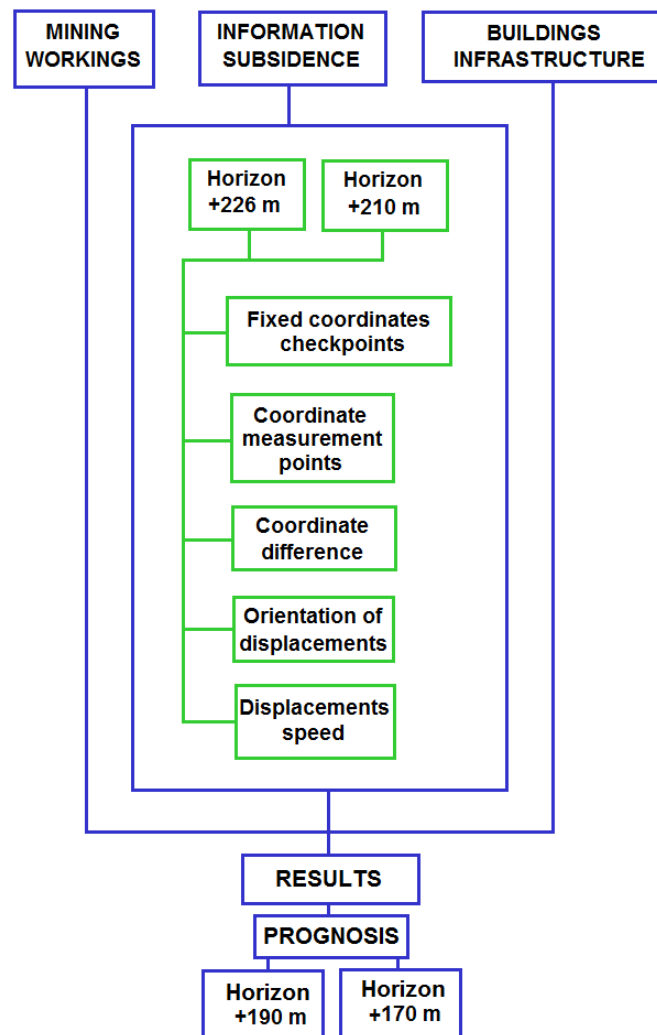 MINING
WORKINGS
INFORMATION
SUBSIDENCE
BUILDINGS
INFRASTRUCTURE
Horizon
+226 m
Horizon
+210 m
Fixed coordinates
checkpoints
Coordinate
measurement
points
Coordinate
difference
Orientation of
displacements
Displacements
speed
RESULTS
PROGNOSIS
Horizon
+190 m
Horizon
+170 m